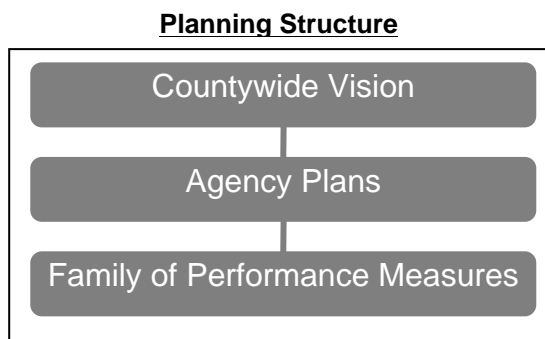 Planning Structure
Countywide Vision
Agency Plans
Family of Performance Measures